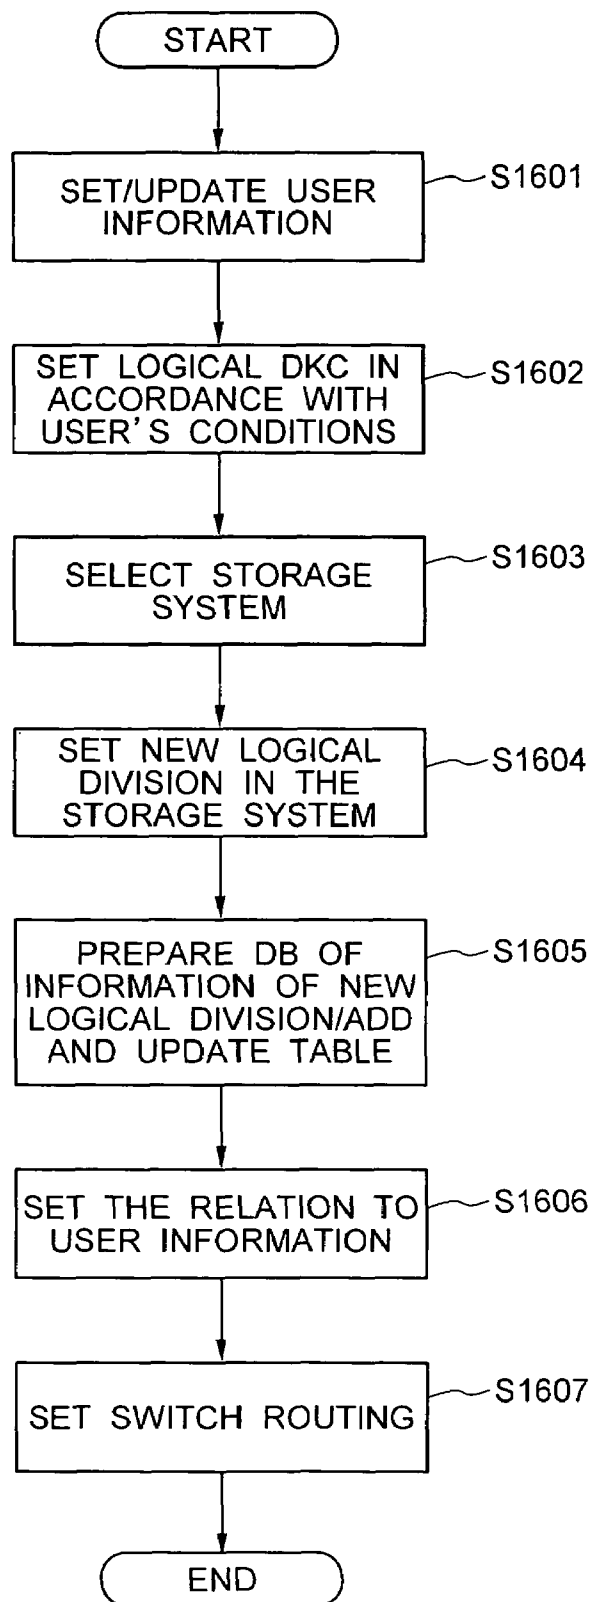 START
SET/UPDATE USER
INFORMATION
S1601
SET LOGICAL DKC IN
ACCORDANCE WITH
USER'S CONDITIONS
S1602
SELECT STORAGE
SYSTEM
S1603
SET NEW LOGICAL
DIVISION IN THE
STORAGE SYSTEM
S1604
PREPARE DB OF
INFORMATION OF NEW
LOGICAL DIVISION/ADD
AND UPDATE TABLE
S1605
SET THE RELATION TO
USER INFORMATION
S1606
SET SWITCH ROUTING
S1607
END